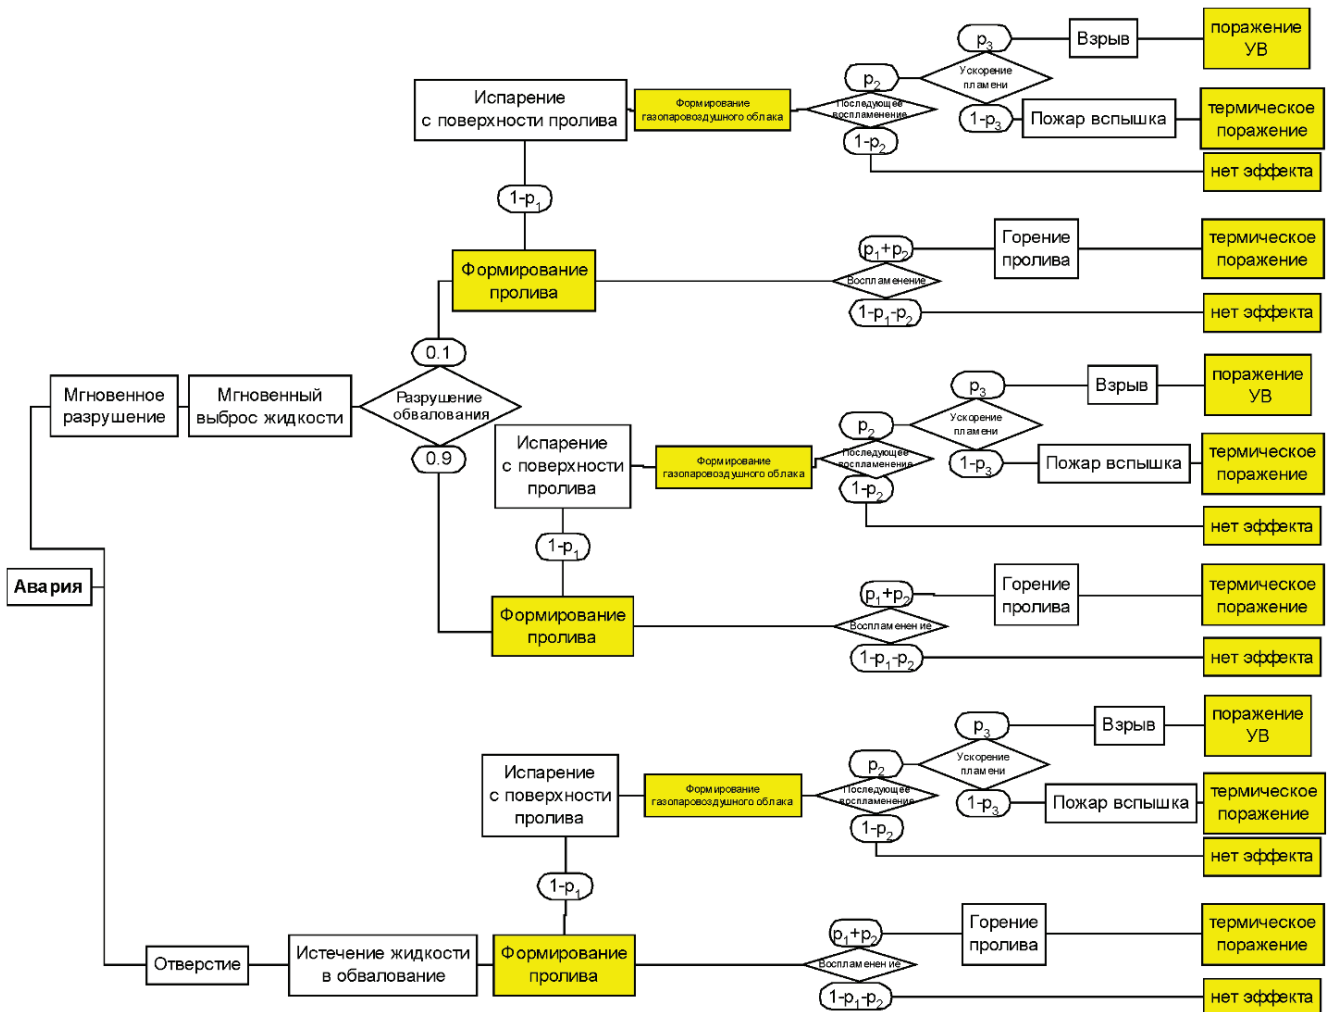 p3
Взрыв
поражение
УВ
Ускорение
пламени
p2
Испарение
с поверхности пролива
Формирование
газопаровоздушного облака
Последующее
воспламенение
1-p3
Пожар вспышка
термическое
поражение
1-p2
нет эффекта
1-p1
Формирование
пролива
p1+p2
Воспламенение
Горение
пролива
термическое
поражение
1-p1-p2
нет эффекта
0.1
Мгновенное
разрушение
Мгновенный
выброс жидкости
Разрушение
обвалования
0.9
p3
Взрыв
поражение
УВ
Ускорение
пламени
p2
Испарение
с поверхности
пролива
Формирование
газопаровоздушного облака
Последующее
воспламенение
1-p3
Пожар вспышка
термическое
поражение
1-p2
нет эффекта
1-p1
Авария
Формирование
пролива
p1+p2
Воспламенение
Горение
пролива
термическое
поражение
1-p1-p2
нет эффекта
p3
Взрыв
поражение
УВ
Ускорение
пламени
p2
Испарение
с поверхности
пролива
Формирование
газопаровоздушного облака
Последующее
воспламенение
1-p3
Пожар вспышка
термическое
поражение
1-p2
нет эффекта
1-p1
Отверстие
Истечение жидкости
в обвалование
Формирование
пролива
p1+p2
Воспламенение
Горение
пролива
термическое
поражение
1-p1-p2
нет эффекта